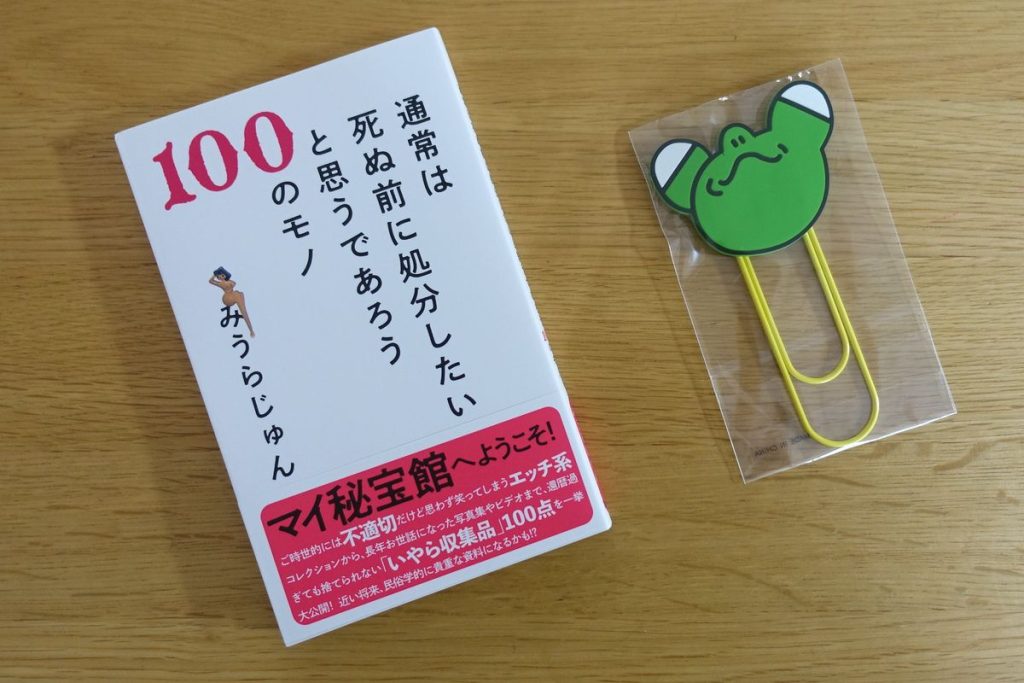 通常は
死ぬ前に処分したい
と思うであろう
100のモノ
みうらじゅん
マイ秘宝館へようこそ!
ご時世的には不適切だけど思わず笑ってしまうエッチ系
コレクションから、長年お世話になった写真集やビデオまで、還暦過
ぎても捨てられない「いやら収集品」100点を一挙
大公開! 近い将来、民俗学的に貴重な資料になるかも!?
MADE IN CHINA